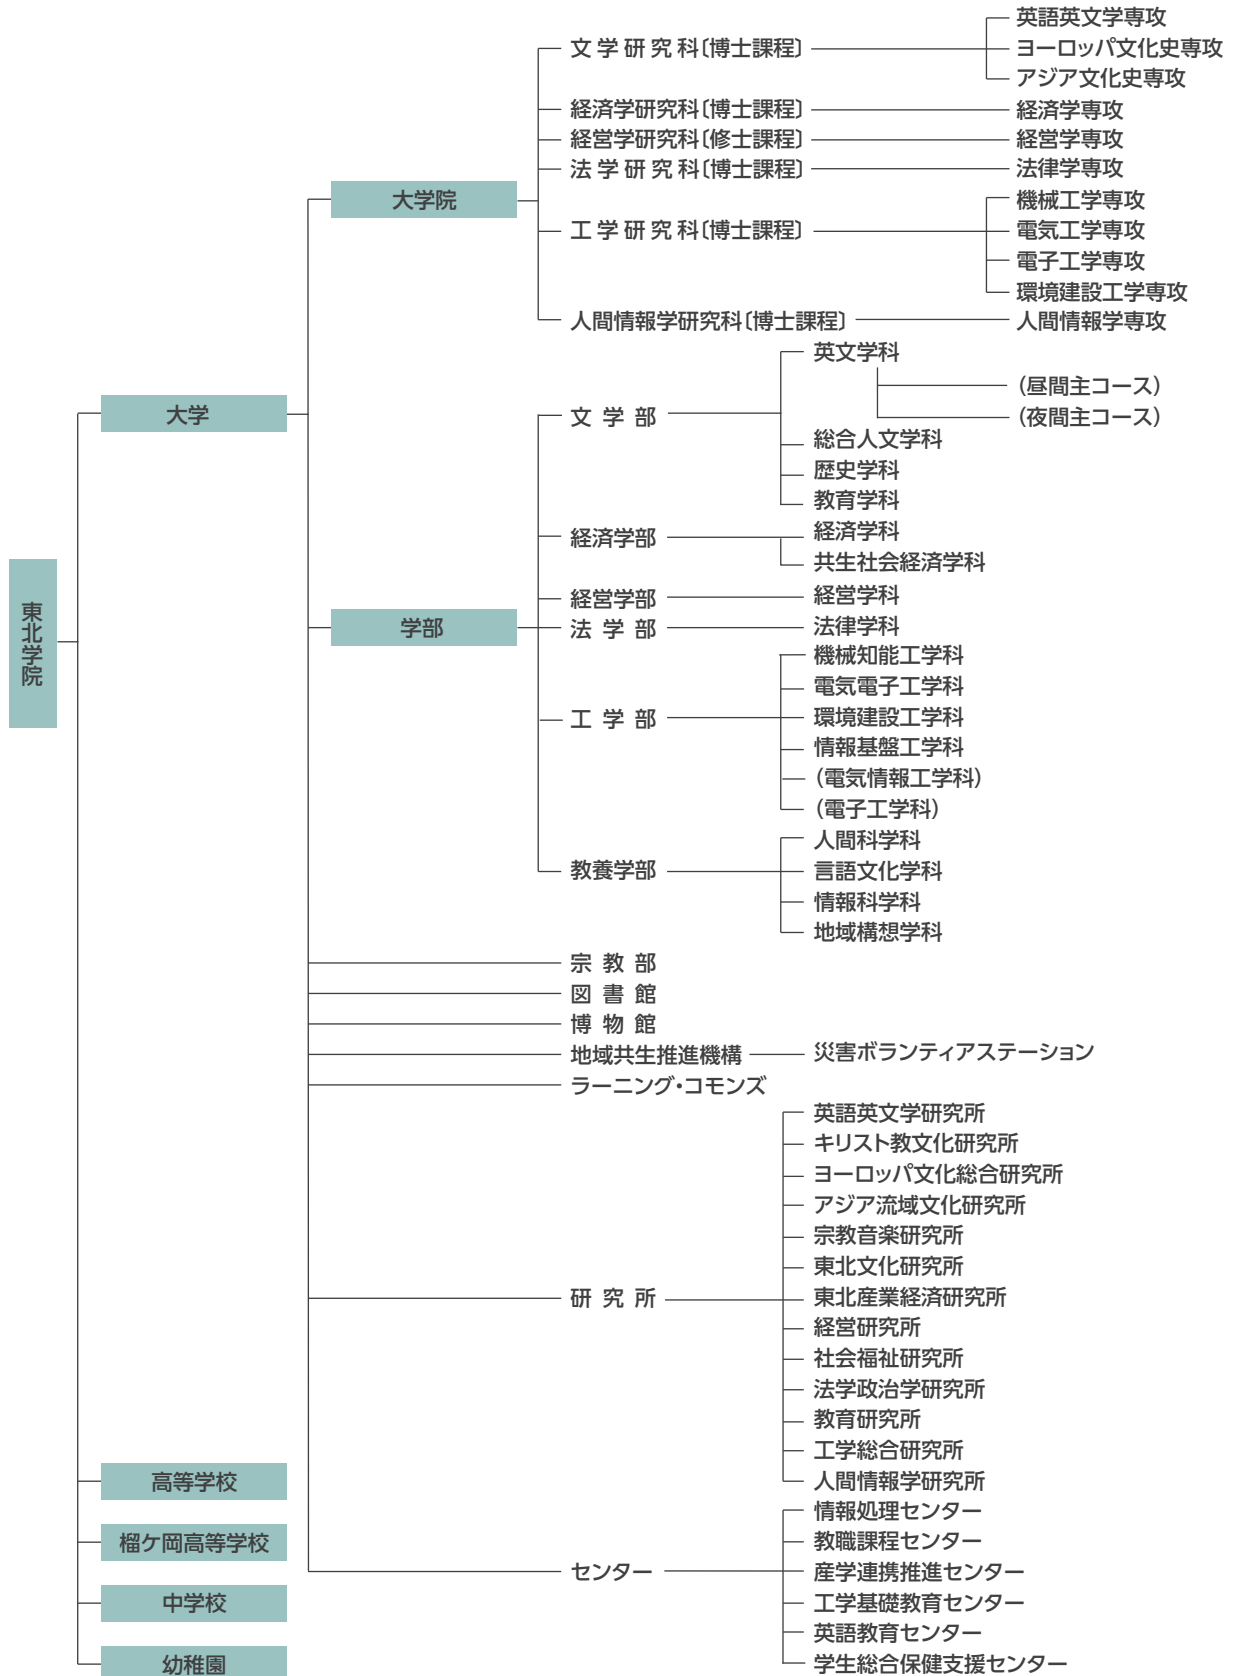 東北学院
大学
大学院
文学研究科〔博士課程〕
英語英文学専攻
ヨーロッパ文化史専攻
アジア文化史専攻
経済学研究科〔博士課程〕
経済学専攻
経営学研究科〔修士課程〕
経営学専攻
法学研究科〔博士課程〕
法律学専攻
工学研究科〔博士課程〕
機械工学専攻
電気工学専攻
電子工学専攻
環境建設工学専攻
人間情報学研究科〔博士課程〕
人間情報学専攻
学部
文学部
英文学科
（昼間主コース）
（夜間主コース）
総合人文学科
歴史学科
教育学科
経済学部
経済学科
共生社会経済学科
経営学部
経営学科
法学部
法律学科
工学部
機械知能工学科
電気電子工学科
環境建設工学科
情報基盤工学科
（電気情報工学科）
（電子工学科）
教養学部
人間科学科
言語文化学科
情報科学科
地域構想学科
宗教部
図書館
博物館
地域共生推進機構
災害ボランティアステーション
ラーニング・コモンズ
研究所
英語英文学研究所
キリスト教文化研究所
ヨーロッパ文化総合研究所
アジア流域文化研究所
宗教音楽研究所
東北文化研究所
東北産業経済研究所
経営研究所
社会福祉研究所
法学政治学研究所
教育研究所
工学総合研究所
人間情報学研究所
センター
情報処理センター
教職課程センター
産学連携推進センター
工学基礎教育センター
英語教育センター
学生総合保健支援センター
高等学校
榴ケ岡高等学校
中学校
幼稚園